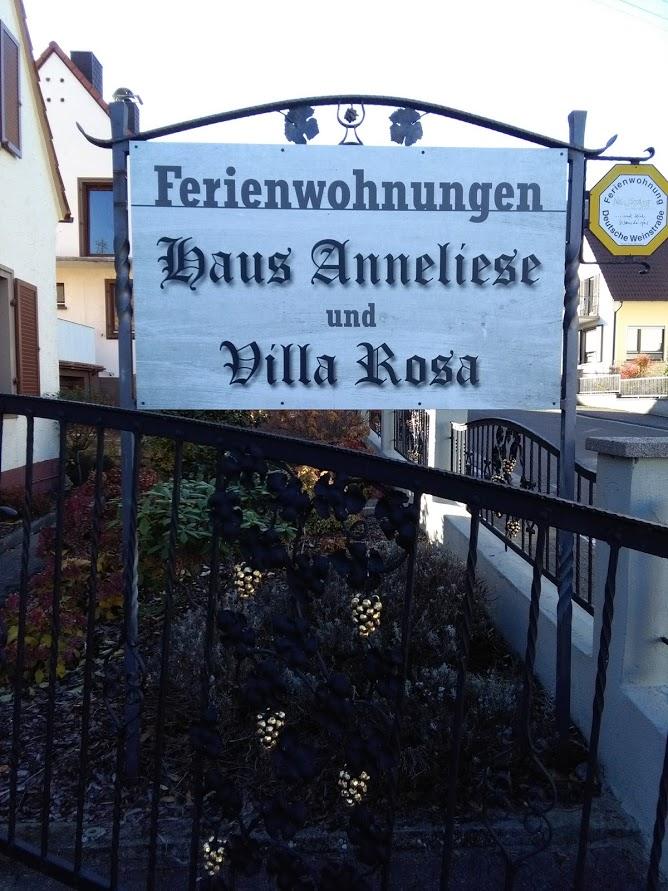 Ferienwohnungen
Haus Anneliese
und
Villa Rosa
Ferienwohnung
Deutsche Weinstraße